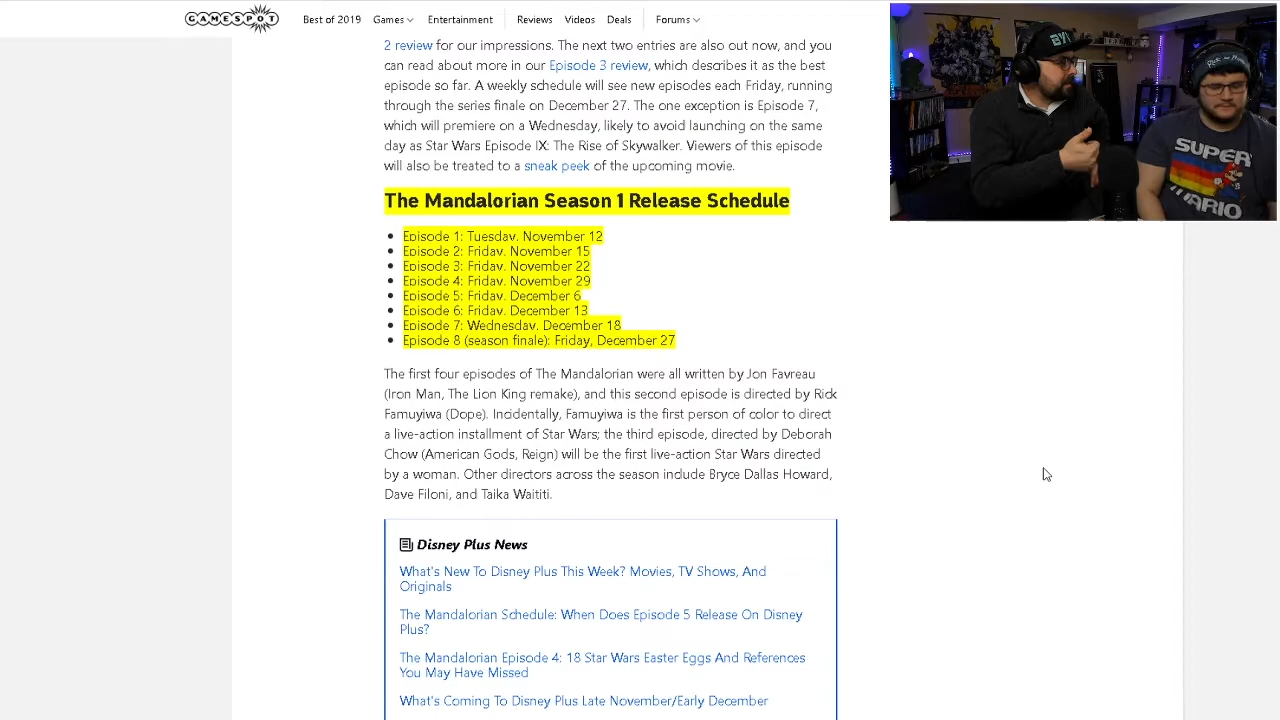 GAMESPOT
Best of 2019 Games Entertainment Reviews Videos Deals Forums
2 review for our impressions. The next two entries are also out now, and you
can read about more in our Episode 3 review, which describes it as the best
episode so far. A weekly schedule will see new episodes each Friday, running
through the series finale on December 27. The one exception is Episode 7,
which will premiere on a Wednesday, likely to avoid launching on the same
day as Star Wars Episode IX: The Rise of Skywalker. Viewers of this episode
will also be treated to a sneak peek of the upcoming movie.
The Mandalorian Season 1 Release Schedule
Episode 1: Tuesday, November 12
Episode 2: Friday, November 15
Episode 3: Friday, November 22
Episode 4: Friday, November 29
Episode 5: Friday, December 6
Episode 6: Friday, December 13
Episode 7: Wednesday, December 18
Episode 8 (season finale): Friday, December 27
The first four episodes of The Mandalorian were all written by Jon Favreau
(Iron Man, The Lion King remake), and this second episode is directed by Rick
Famuyiwa (Dope). Incidentally, Famuyiwa is the first person of color to direct
a live-action installment of Star Wars; the third episode, directed by Deborah
Chow (American Gods, Reign) will be the first live-action Star Wars directed
by a woman. Other directors across the season include Bryce Dallas Howard,
Dave Filoni, and Taika Waititi.
Disney Plus News
What's New To Disney Plus This Week? Movies, TV Shows, And
Originals
The Mandalorian Schedule: When Does Episode 5 Release On Disney
Plus?
The Mandalorian Episode 4: 18 Star Wars Easter Eggs And References
You May Have Missed
What's Coming To Disney Plus Late November/Early December
SUPER
MARIO